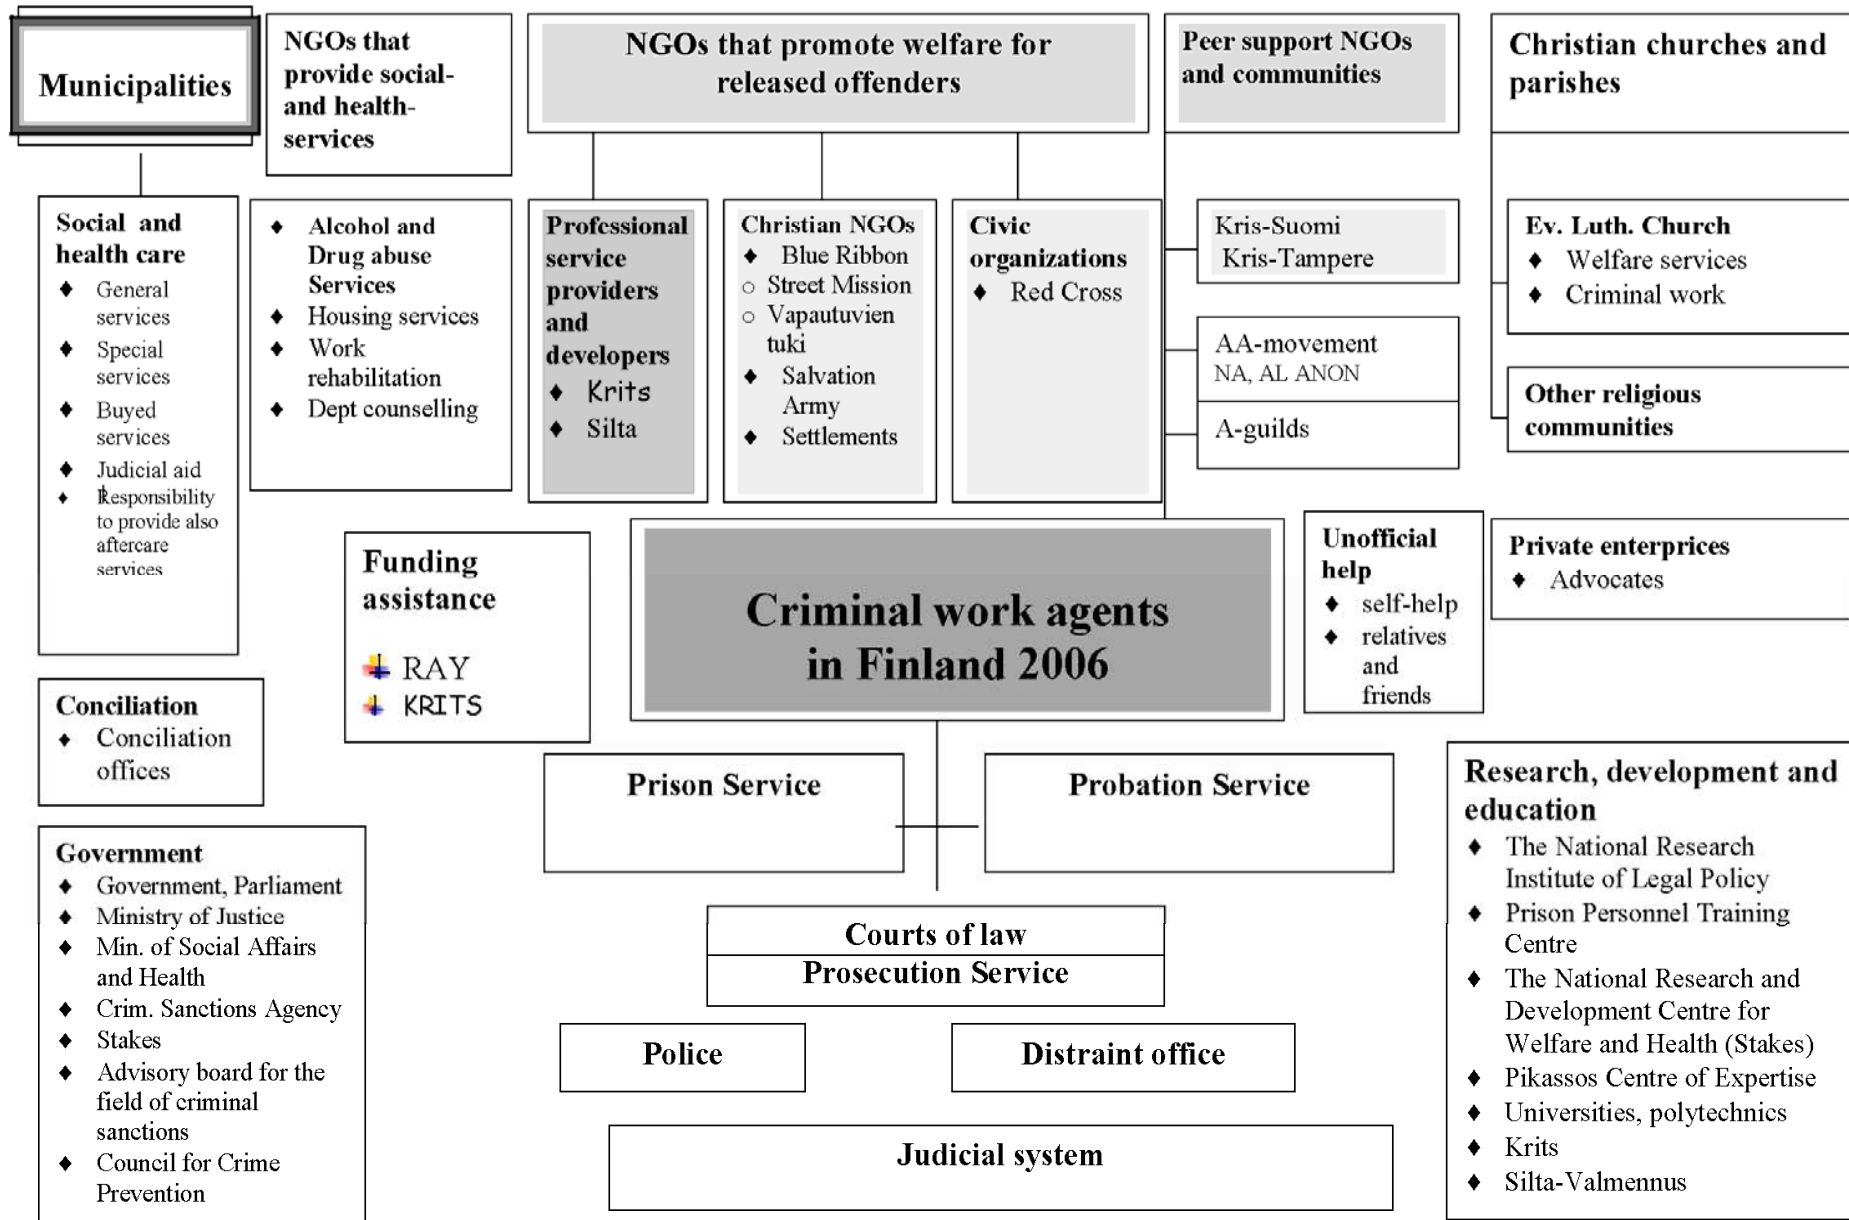 Municipalities
NGOs that
provide social-
and health-
services
NGOs that promote welfare for
released offenders
Peer support NGOs
and communities
Christian churches and
parishes
Social and
health care
♦ General
services
♦ Special
services
♦ Buyed
services
♦ Judicial aid
♦ Responsibility
to provide also
aftercare
services
♦ Alcohol and
Drug abuse
Services
♦ Housing services
♦ Work
rehabilitation
♦ Dept counselling
Professional
service
providers
and
developers
♦ Krits
♦ Silta
Christian NGOs
♦ Blue Ribbon
○ Street Mission
○ Vapautuvien
tuki
♦ Salvation
Army
♦ Settlements
Civic
organizations
♦ Red Cross
Kris-Suomi
Kris-Tampere
AA-movement
NA, AL ANON
A-guilds
Ev. Luth. Church
♦ Welfare services
♦ Criminal work
Other religious
communities
Funding
assistance
RAY
KRITS
Criminal work agents
in Finland 2006
Unofficial
help
♦ self-help
♦ relatives
and
friends
Private enterprices
♦ Advocates
Conciliation
♦ Conciliation
offices
Prison Service
Probation Service
Research, development and
education
♦ The National Research
Institute of Legal Policy
♦ Prison Personnel Training
Centre
♦ The National Research and
Development Centre for
Welfare and Health (Stakes)
♦ Pikassos Centre of Expertise
♦ Universities, polytechnics
♦ Krits
♦ Silta-Valmennus
Government
♦ Government, Parliament
♦ Ministry of Justice
♦ Min. of Social Affairs
and Health
♦ Crim. Sanctions Agency
♦ Stakes
♦ Advisory board for the
field of criminal
sanctions
♦ Council for Crime
Prevention
Courts of law
Prosecution Service
Police
Distraint office
Judicial system